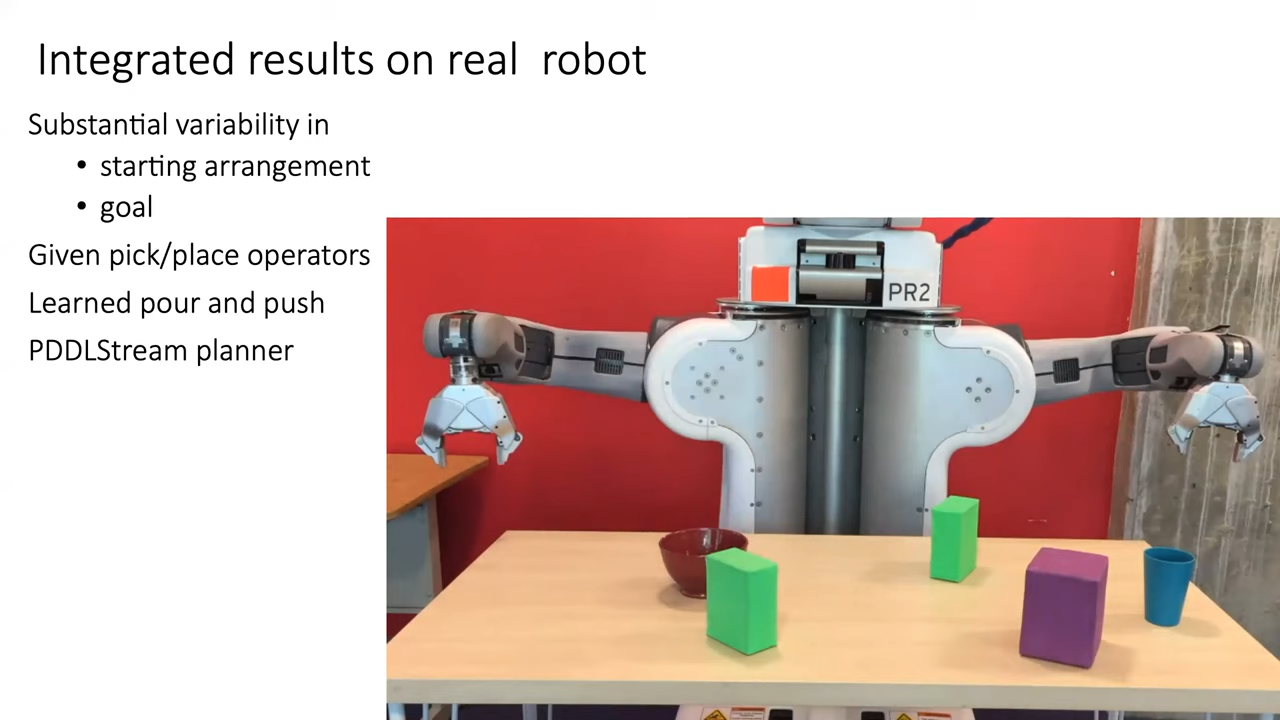 Integrated results on real robot
Substantial variability in
• starting arrangement
• goal
Given pick/place operators
Learned pour and push
PDDLStream planner
PR2